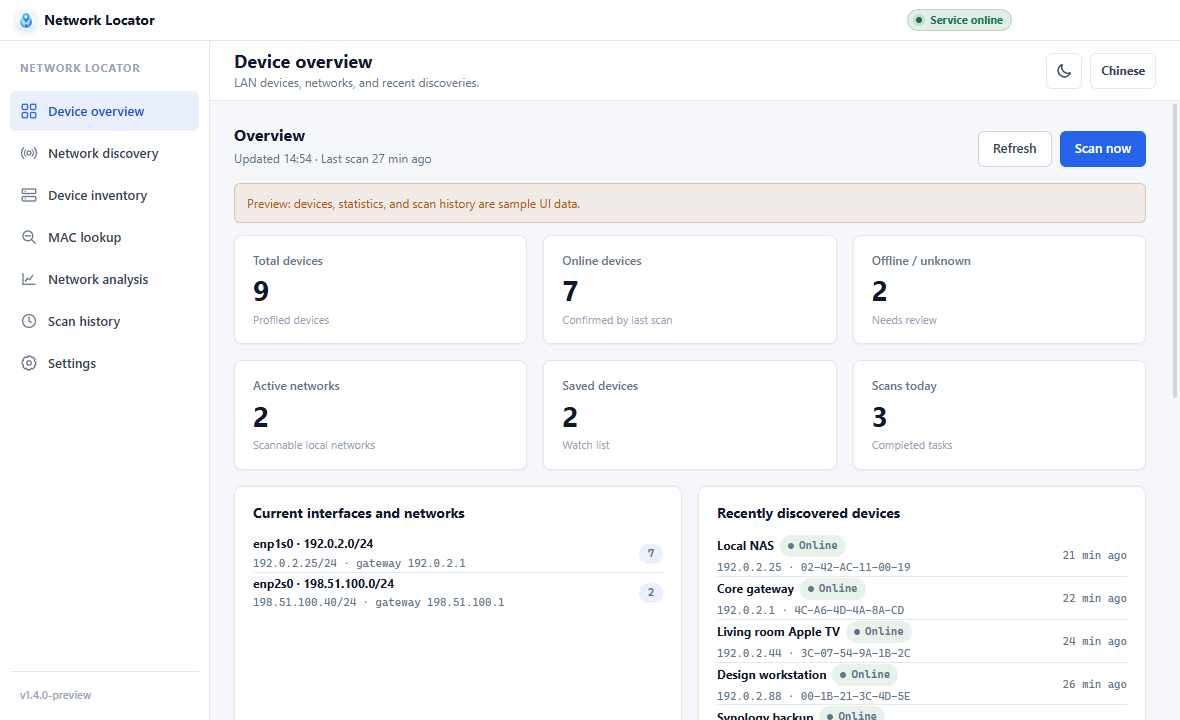 Network Locator
Service online
NETWORK LOCATOR
Device overview
Network discovery
Device inventory
MAC lookup
Network analysis
Scan history
Settings
v1.4.0-preview
Device overview
LAN devices, networks, and recent discoveries.
Chinese
Overview
Updated 14:54 · Last scan 27 min ago
Refresh
Scan now
Preview: devices, statistics, and scan history are sample UI data.
Total devices
9
Profiled devices
Online devices
7
Confirmed by last scan
Offline / unknown
2
Needs review
Active networks
2
Scannable local networks
Saved devices
2
Watch list
Scans today
3
Completed tasks
Current interfaces and networks
enp1s0 · 192.0.2.0/24
192.0.2.25/24 · gateway 192.0.2.1
7
enp2s0 · 198.51.100.0/24
198.51.100.40/24 · gateway 198.51.100.1
2
Recently discovered devices
Local NAS Online
192.0.2.25 · 02-42-AC-11-00-19
21 min ago
Core gateway Online
192.0.2.1 · 4C-A6-4D-4A-8A-CD
22 min ago
Living room Apple TV Online
192.0.2.44 · 3C-07-54-9A-1B-2C
24 min ago
Design workstation Online
192.0.2.88 · 00-1B-21-3C-4D-5E
26 min ago
Synology backup Online